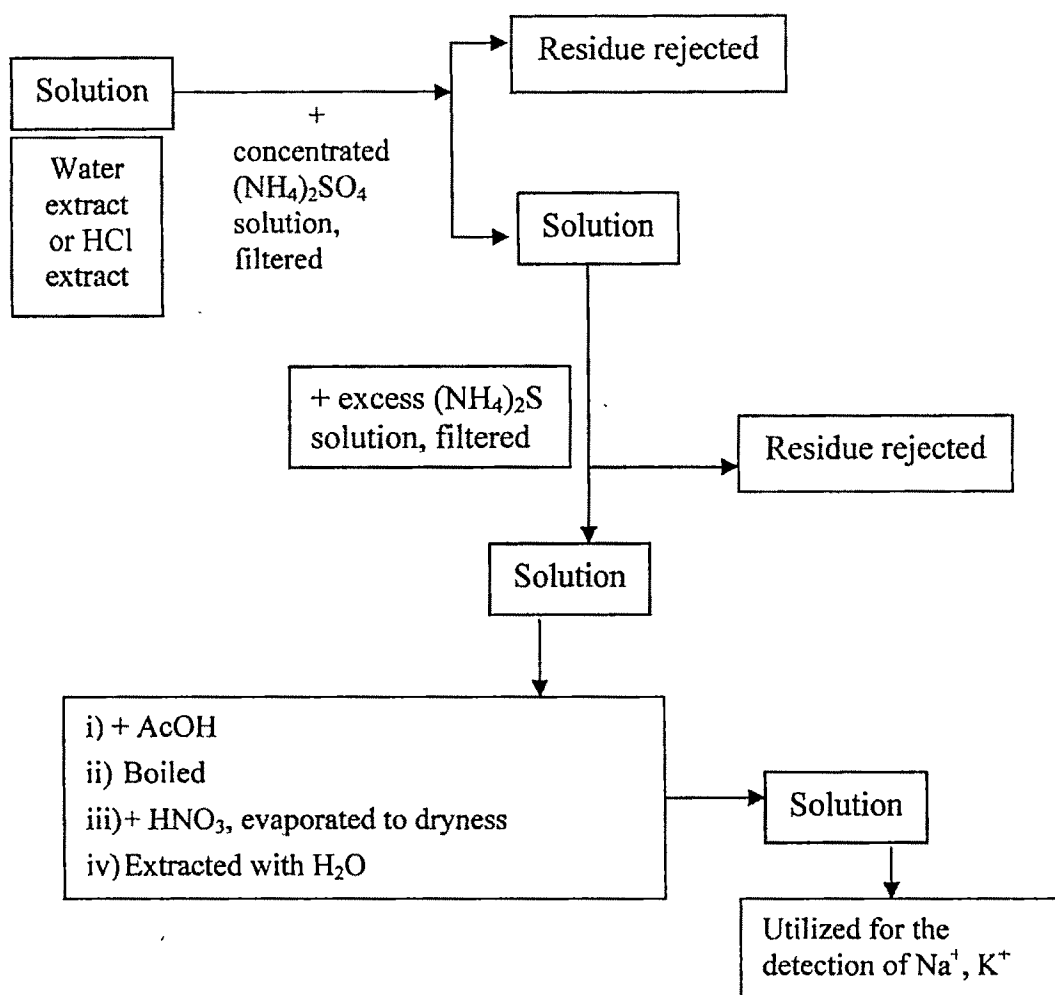 Residue rejected
Solution
+
concentrated
(NH₄)₂SO₄
solution,
filtered
Water
extract
or HCl
extract
Solution
+ excess (NH₄)₂S
solution, filtered
Residue rejected
Solution
i) + AcOH
ii) Boiled
iii)+ HNO₃, evaporated to dryness
iv) Extracted with H₂O
Solution
Utilized for the
detection of Na⁺, K⁺